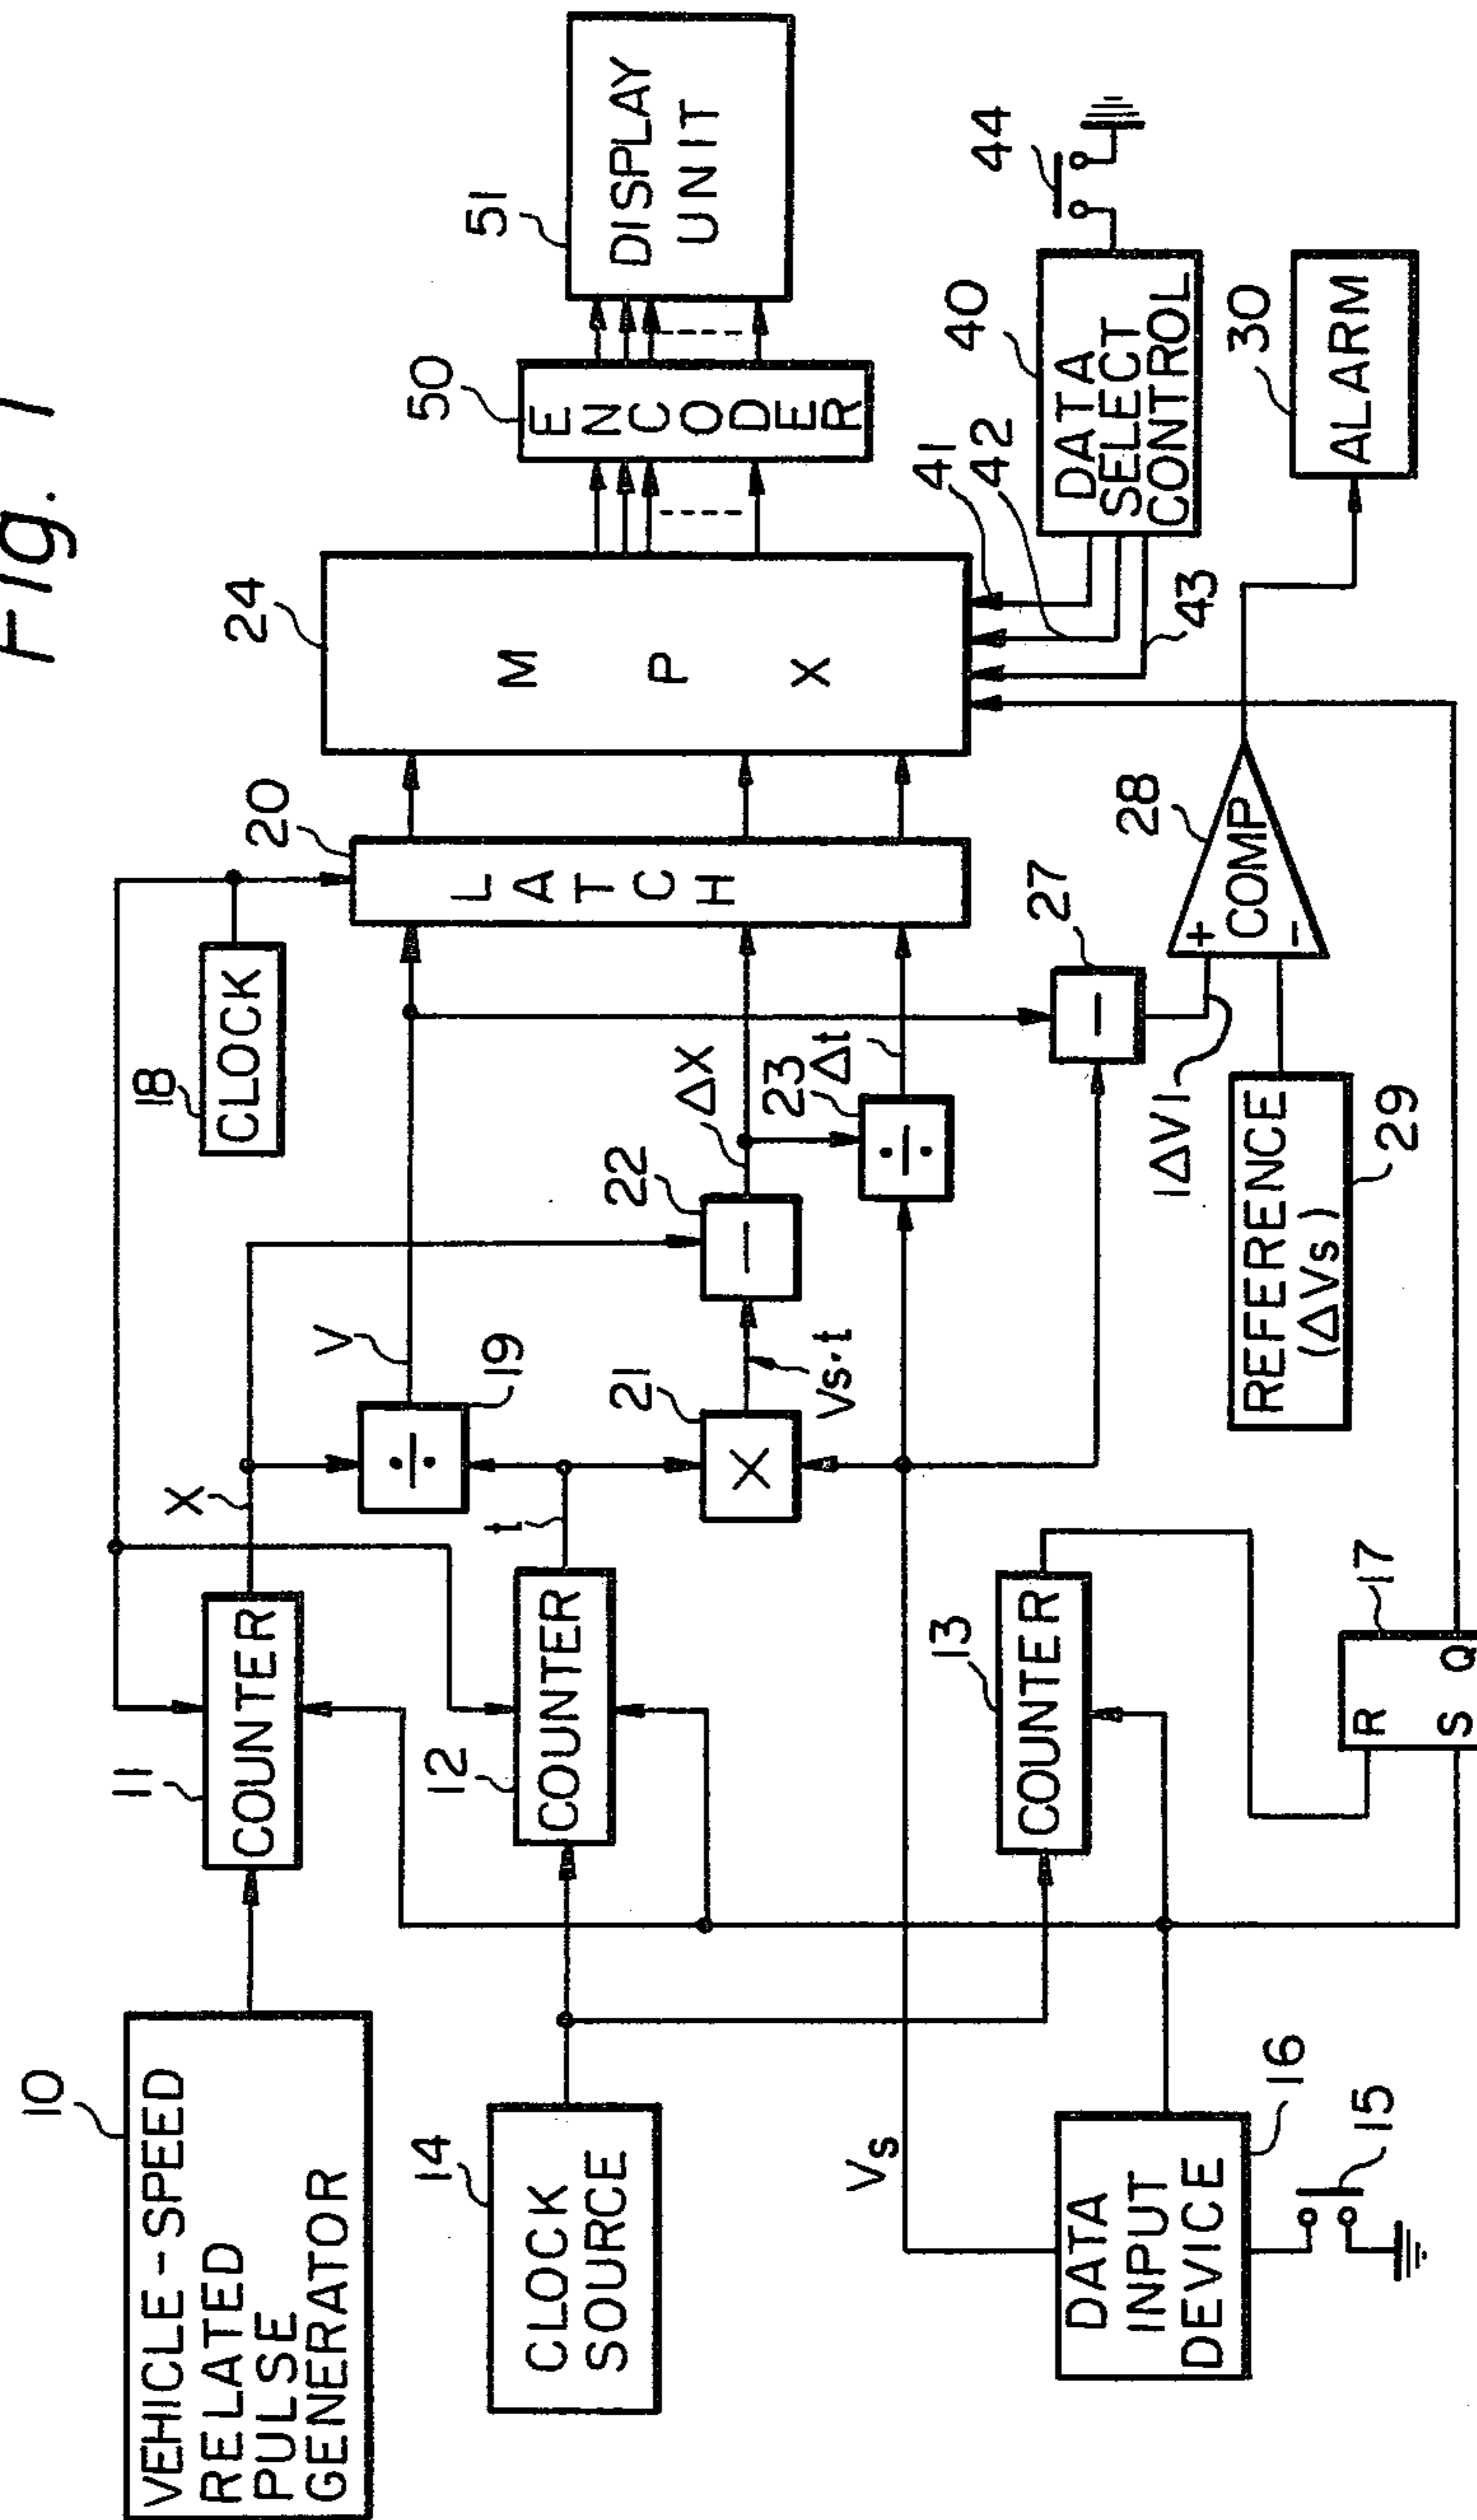 Fig. 1
10
VEHICLE-SPEED
RELATED
PULSE
GENERATOR
11
COUNTER
X
18
CLOCK
20
LATCH
24
MPX
50
ENCODER
51
DISPLAY
UNIT
14
CLOCK
SOURCE
12
COUNTER
t
÷
19
V
21
X
Vs·t
22
−
ΔX
23
÷
Δt
Vs
13
COUNTER
27
−
28
+
COMP
−
|ΔV|
REFERENCE
(ΔVs)
29
41
42
43
40
DATA
SELECT
CONTROL
44
30
ALARM
DATA
INPUT
DEVICE
16
15
17
R
S
Q